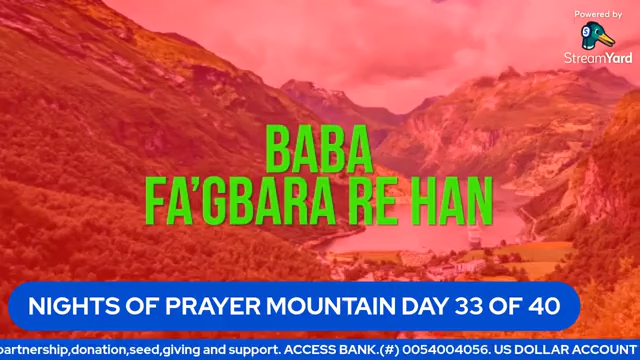 Powered by
StreamYard
BABA
FA'GBARA RE HAN
NIGHTS OF PRAYER MOUNTAIN DAY 33 OF 40
partnership,donation,seed,giving and support. ACCESS BANK.(#) 0054004056. US DOLLAR ACCOUNT